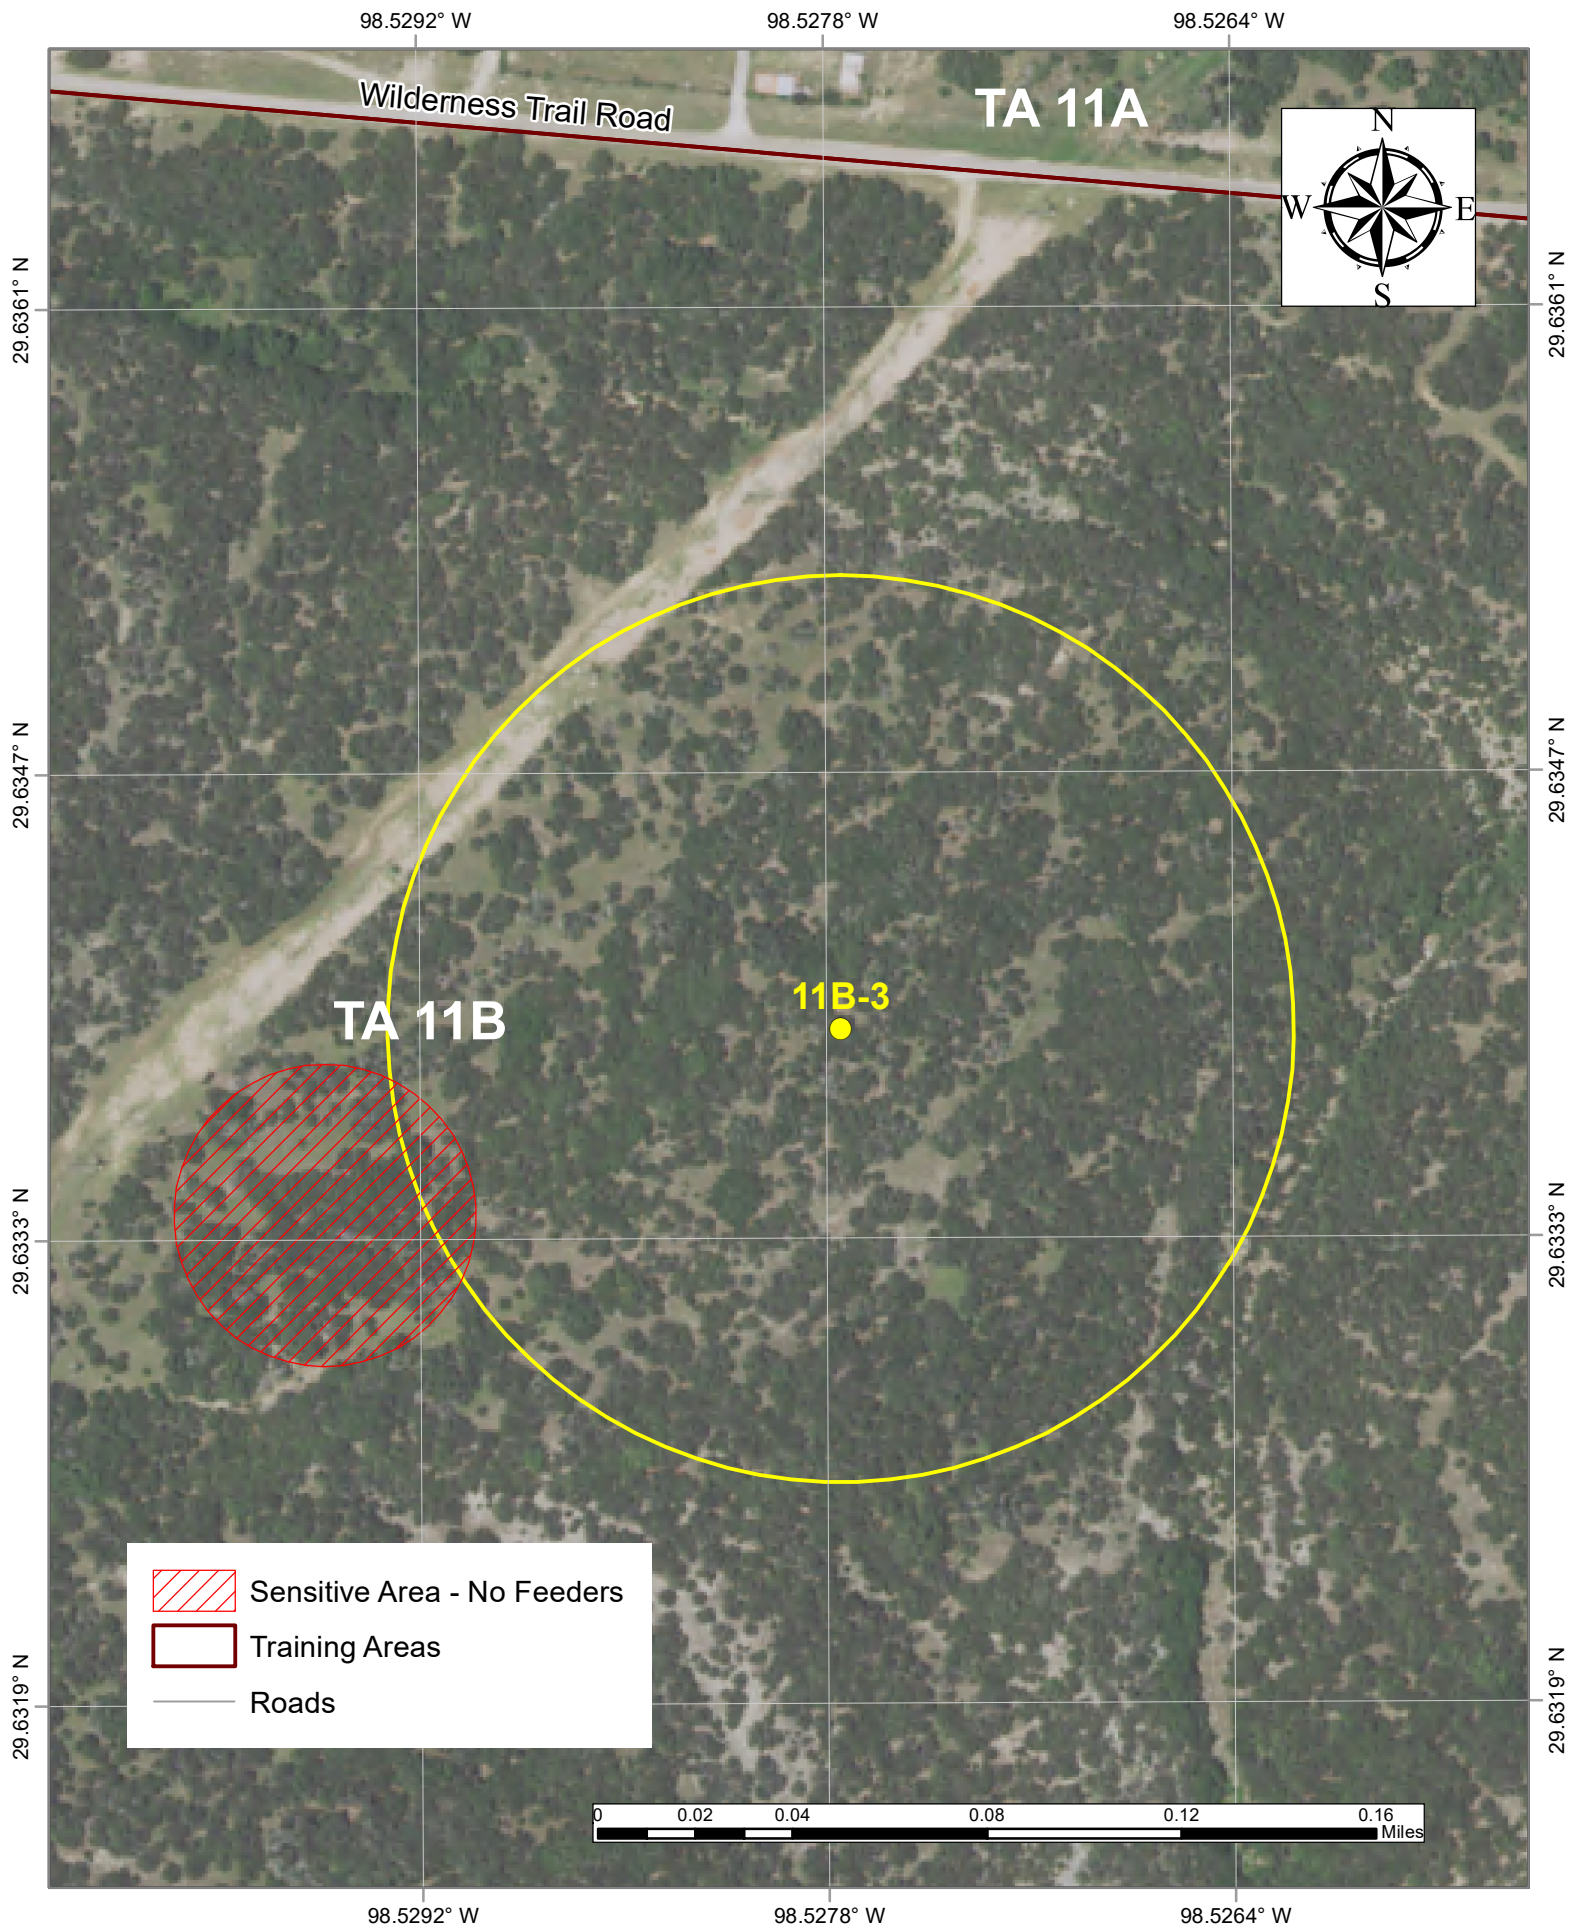 98.5292° W
98.5278° W
98.5264° W
Wilderness Trail Road
TA 11A
N
W
E
S
29.6361° N
29.6361° N
29.6347° N
29.6347° N
11B-3
TA 11B
29.6333° N
29.6333° N
Sensitive Area - No Feeders
Training Areas
Roads
29.6319° N
29.6319° N
0 0.02 0.04 0.08 0.12 0.16
Miles
98.5292° W
98.5278° W
98.5264° W